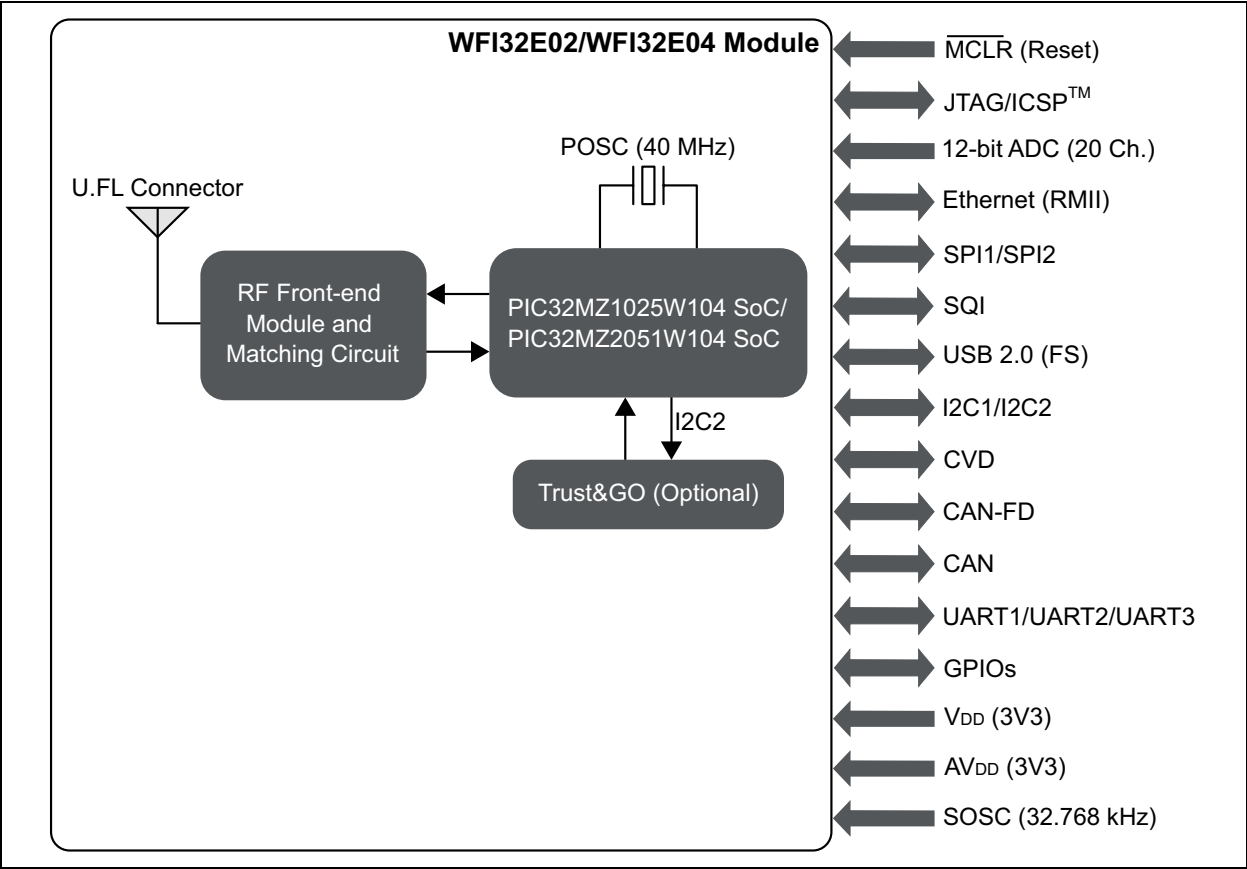 WFI32E02/WFI32E04 Module
POSC (40 MHz)
U.FL Connector
RF Front-end
Module and
Matching Circuit
PIC32MZ1025W104 SoC/
PIC32MZ2051W104 SoC
I2C2
Trust&GO (Optional)
MCLR (Reset)
JTAG/ICSP™
12-bit ADC (20 Ch.)
Ethernet (RMII)
SPI1/SPI2
SQI
USB 2.0 (FS)
I2C1/I2C2
CVD
CAN-FD
CAN
UART1/UART2/UART3
GPIOs
VDD (3V3)
AVDD (3V3)
SOSC (32.768 kHz)